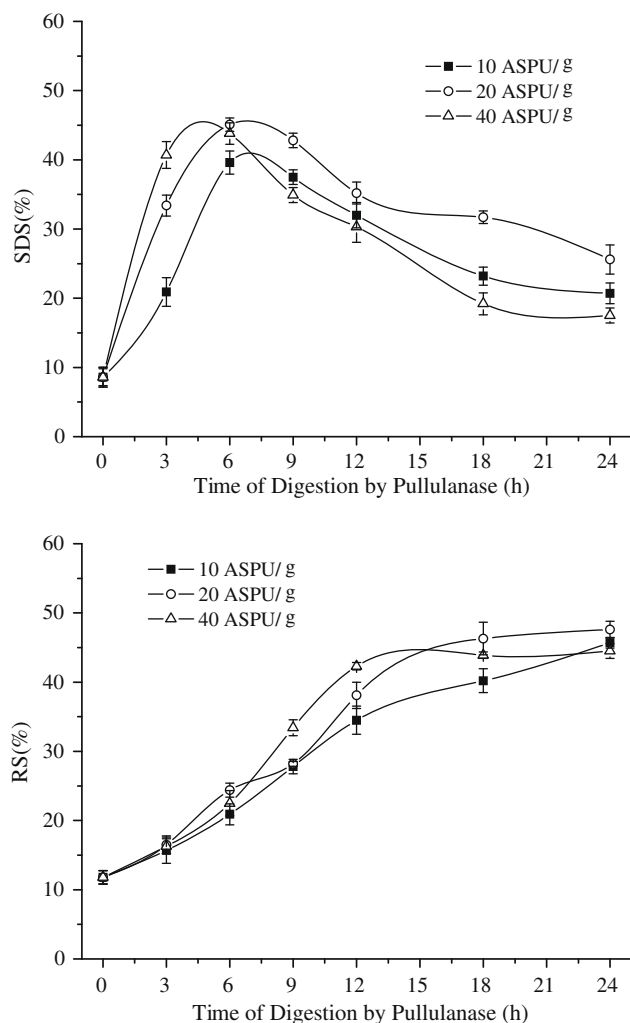 60
50
40
30
20
10
0
SDS(%)
10 ASPU/g
20 ASPU/g
40 ASPU/g
0 3 6 9 12 15 18 21 24
Time of Digestion by Pullulanase (h)
60
50
40
30
20
10
0
RS(%)
10 ASPU/g
20 ASPU/g
40 ASPU/g
0 3 6 9 12 15 18 21 24
Time of Digestion by Pullulanase (h)